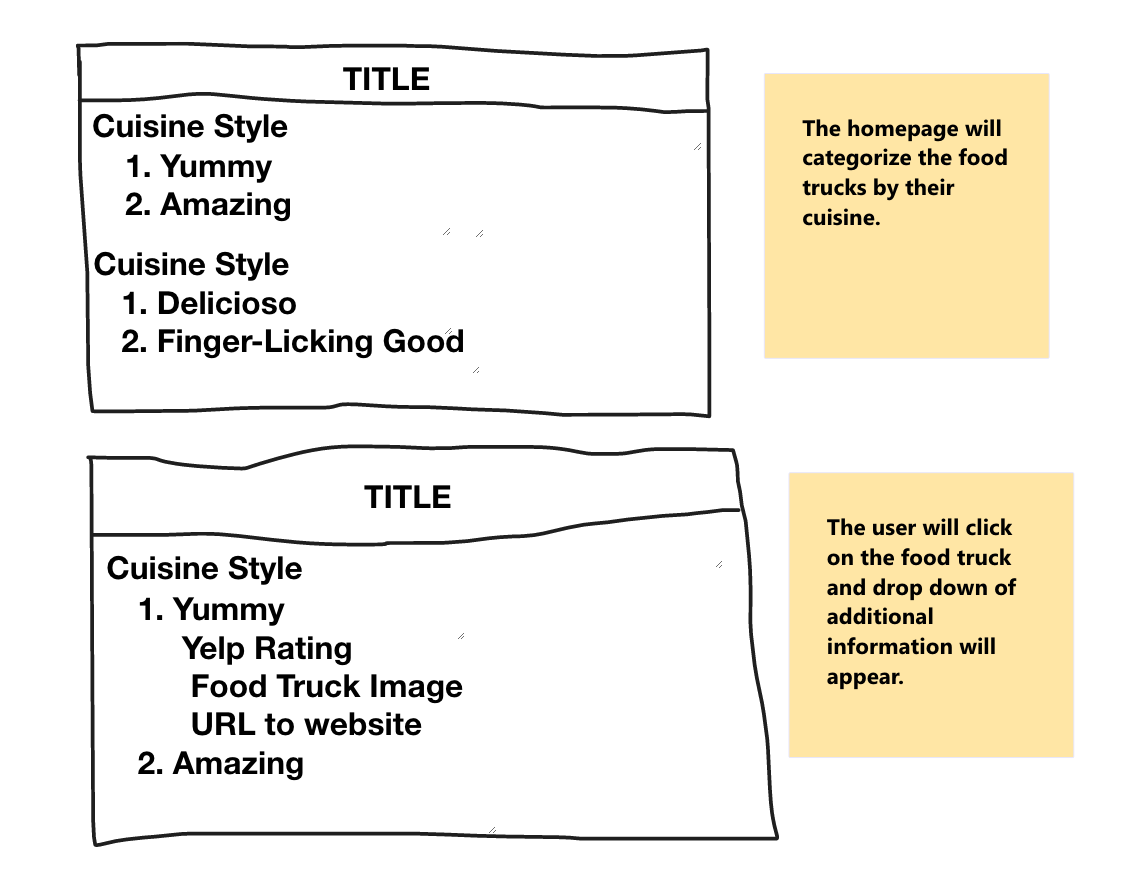 TITLE
Cuisine Style
1. Yummy
2. Amazing
Cuisine Style
1. Delicioso
2. Finger-Licking Good
The homepage will
categorize the food
trucks by their
cuisine.
TITLE
Cuisine Style
1. Yummy
Yelp Rating
Food Truck Image
URL to website
2. Amazing
The user will click
on the food truck
and drop down of
additional
information will
appear.